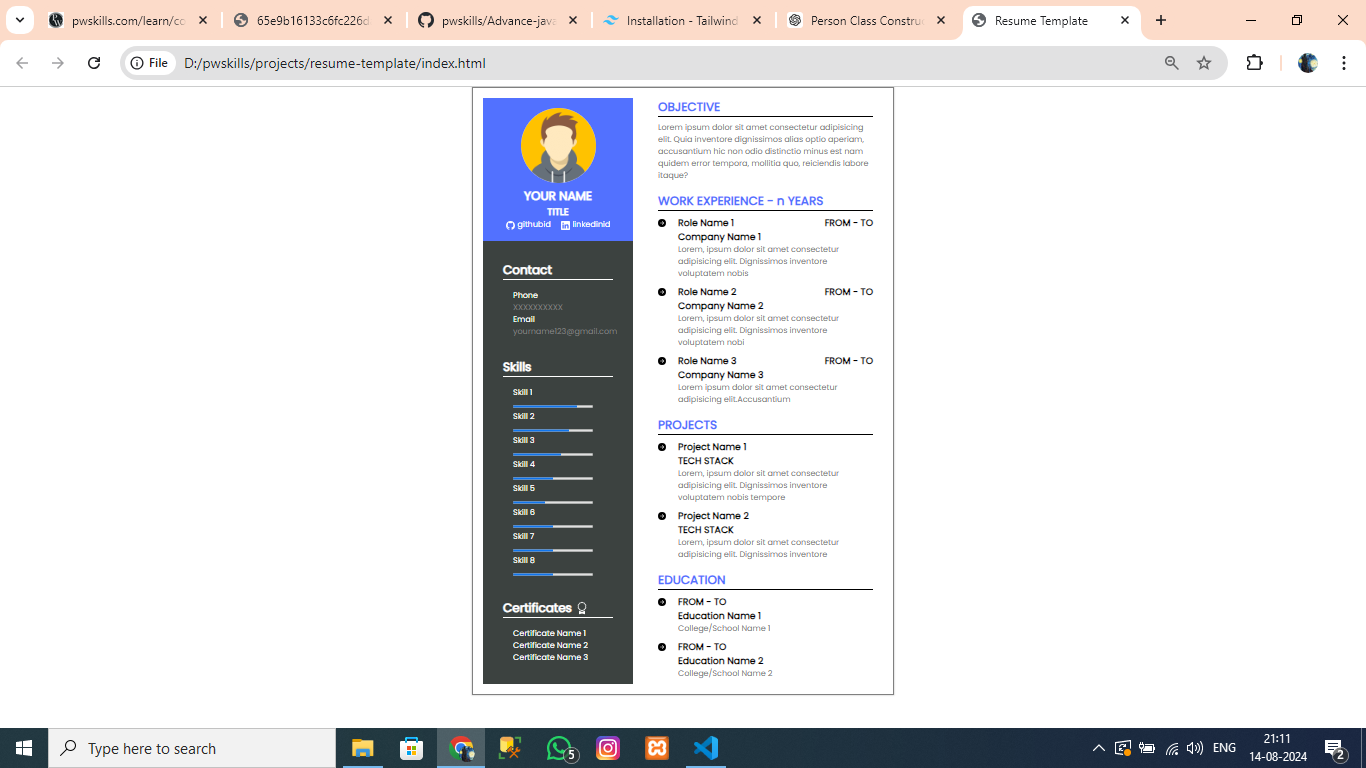 pwskills.com/learn/co
65e9b16133c6fc226d
pwskills/Advance-java
Installation - Tailwind
Person Class Constru
Resume Template
File
D:/pwskills/projects/resume-template/index.html
YOUR NAME
TITLE
githubid linkedinid
Contact
Phone
XXXXXXXXXX
Email
yourname123@gmail.com
Skills
Skill 1
Skill 2
Skill 3
Skill 4
Skill 5
Skill 6
Skill 7
Skill 8
Certificates
Certificate Name 1
Certificate Name 2
Certificate Name 3
OBJECTIVE
Lorem ipsum dolor sit amet consectetur adipisicing
elit. Quia inventore dignissimos alias optio aperiam,
accusantium hic non odio distinctio minus est nam
quidem error tempora, mollitia quo, reiciendis labore
itaque?
WORK EXPERIENCE - n YEARS
Role Name 1 FROM - TO
Company Name 1
Lorem, ipsum dolor sit amet consectetur
adipisicing elit. Dignissimos inventore
voluptatem nobis
Role Name 2 FROM - TO
Company Name 2
Lorem, ipsum dolor sit amet consectetur
adipisicing elit. Dignissimos inventore
voluptatem nobi
Role Name 3 FROM - TO
Company Name 3
Lorem ipsum dolor sit amet consectetur
adipisicing elit.Accusantium
PROJECTS
Project Name 1
TECH STACK
Lorem, ipsum dolor sit amet consectetur
adipisicing elit. Dignissimos inventore
voluptatem nobis tempore
Project Name 2
TECH STACK
Lorem, ipsum dolor sit amet consectetur
adipisicing elit. Dignissimos inventore
EDUCATION
FROM - TO
Education Name 1
College/School Name 1
FROM - TO
Education Name 2
College/School Name 2
Type here to search
5
ENG
21:11
14-08-2024
2